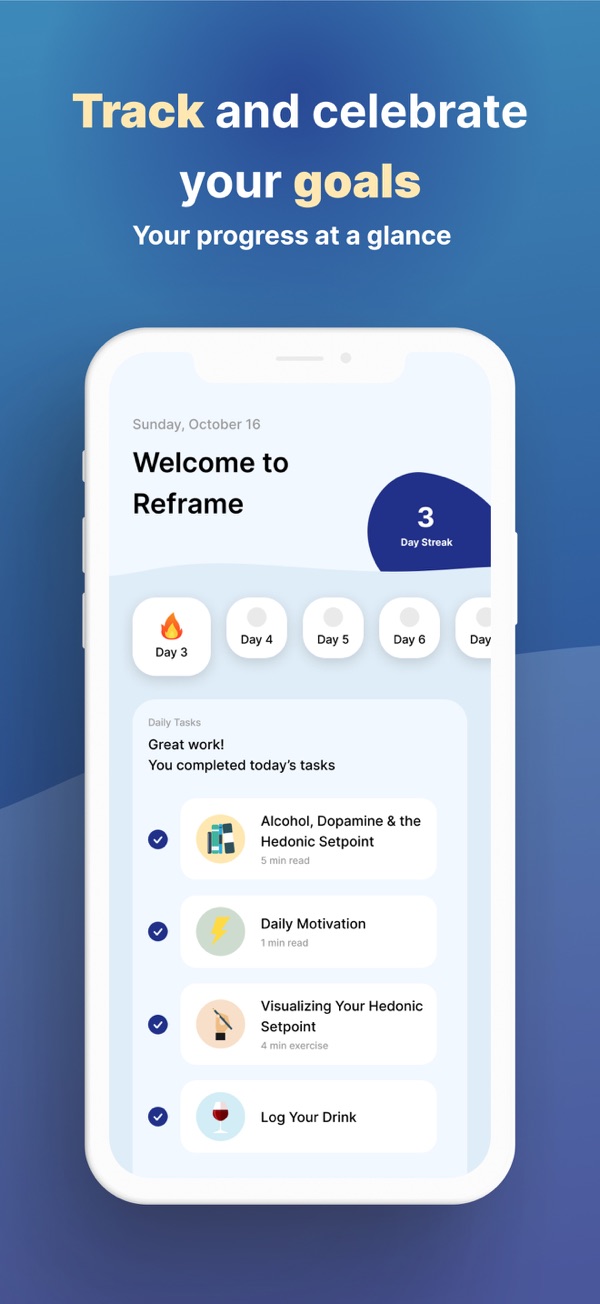 Track and celebrate
your goals
Your progress at a glance
Sunday, October 16
Welcome to
Reframe
3
Day Streak
Day 3
Day 4
Day 5
Day 6
Day
Daily Tasks
Great work!
You completed today’s tasks
Alcohol, Dopamine & the
Hedonic Setpoint
5 min read
Daily Motivation
1 min read
Visualizing Your Hedonic
Setpoint
4 min exercise
Log Your Drink